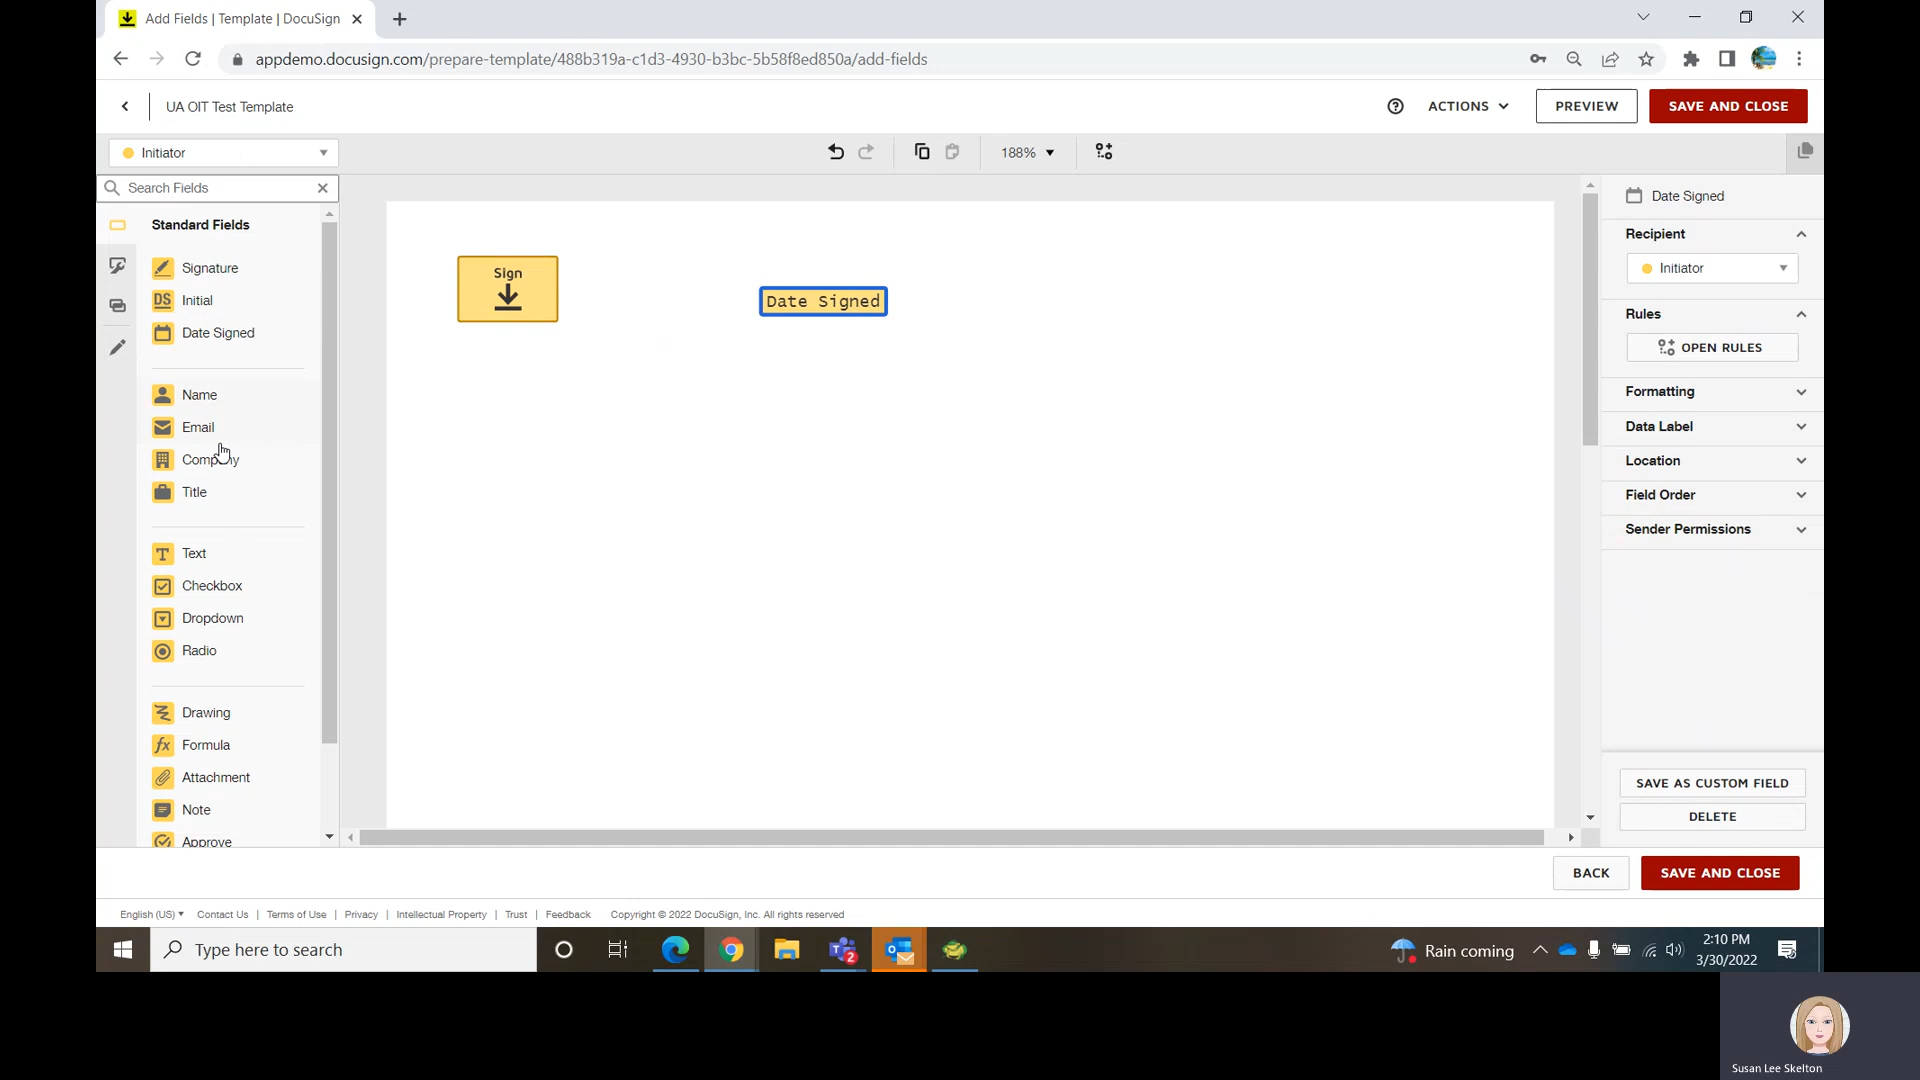 Add Fields | Template | DocuSign
appdemo.docusign.com/prepare-template/488b319a-c1d3-4930-b3bc-5b58f8ed850a/add-fields
UA OIT Test Template
ACTIONS
PREVIEW
SAVE AND CLOSE
Initiator
188%
Search Fields
Standard Fields
Signature
DS Initial
Date Signed
Name
Email
Company
Title
T Text
Checkbox
Dropdown
Radio
Drawing
fx Formula
Attachment
Note
Approve
Sign
Date Signed
Date Signed
Recipient
Initiator
Rules
OPEN RULES
Formatting
Data Label
Location
Field Order
Sender Permissions
SAVE AS CUSTOM FIELD
DELETE
BACK
SAVE AND CLOSE
English (US) Contact Us | Terms of Use | Privacy | Intellectual Property | Trust | Feedback Copyright © 2022 DocuSign, Inc. All rights reserved
Type here to search
2
Rain coming
2:10 PM
3/30/2022
Susan Lee Skelton